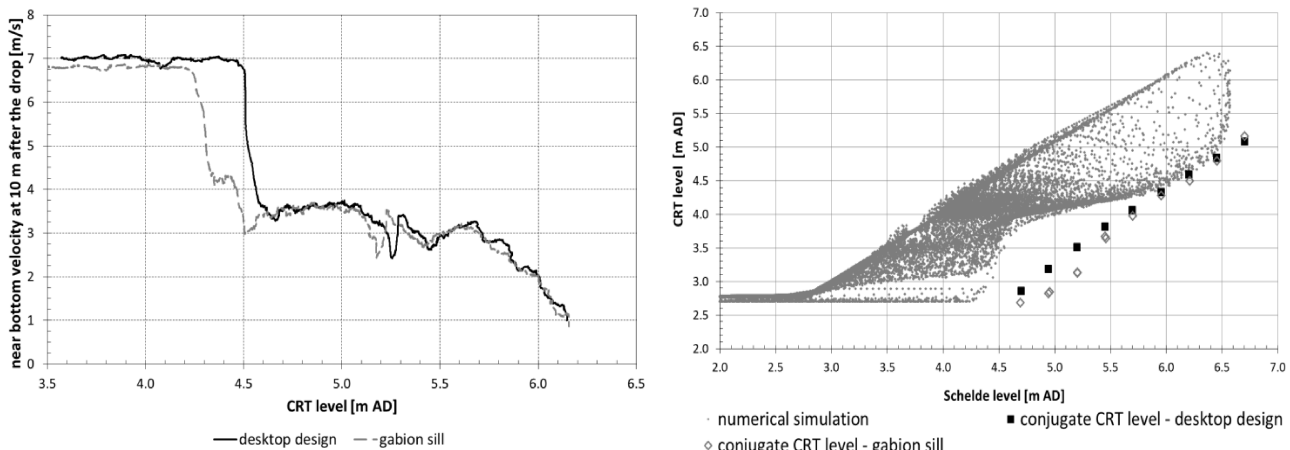 near bottom velocity at 10 m after the drop [m/s]
8
7
6
5
4
3
2
1
0
3.5 4.0 4.5 5.0 5.5 6.0 6.5
CRT level [m AD]
desktop design gabion sill
CRT level [m AD]
7.0
6.5
6.0
5.5
5.0
4.5
4.0
3.5
3.0
2.5
2.0
2.0 2.5 3.0 3.5 4.0 4.5 5.0 5.5 6.0 6.5 7.0
Schelde level [m AD]
numerical simulation conjugate CRT level - desktop design
conjugate CRT level - gabion sill